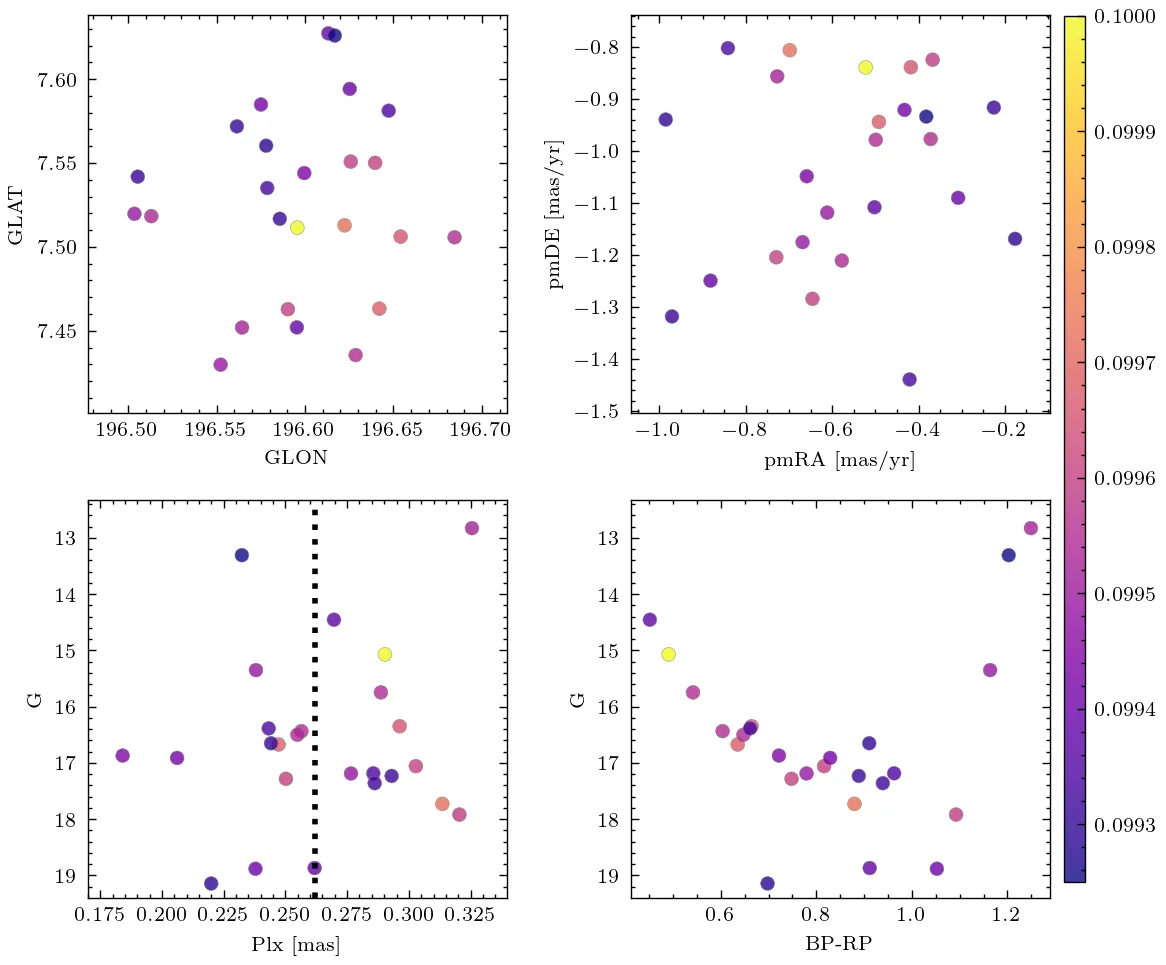 7.60
7.55
7.50
7.45
GLAT
196.50 196.55 196.60 196.65 196.70
GLON
−0.8
−0.9
−1.0
−1.1
−1.2
−1.3
−1.4
−1.5
pmDE [mas/yr]
−1.0 −0.8 −0.6 −0.4 −0.2
pmRA [mas/yr]
13
14
15
16
17
18
19
G
0.175 0.200 0.225 0.250 0.275 0.300 0.325
Plx [mas]
13
14
15
16
17
18
19
G
0.6 0.8 1.0 1.2
BP-RP
0.1000
0.0999
0.0998
0.0997
0.0996
0.0995
0.0994
0.0993